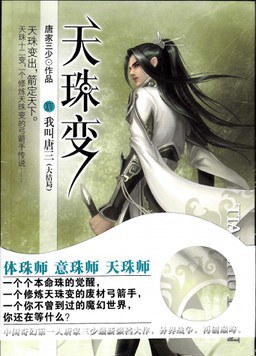 天珠变出，箭定天下。
天珠十二变，一个修炼天珠变的弓箭手传说……
唐家三少◎作品
天珠变
我叫唐三
(大结局)
体珠师 意珠师 天珠师
一个个本命珠的觉醒，
一个修炼天珠变的废材弓箭手，
一个你不曾到过的魔幻世界，
你还在等什么？